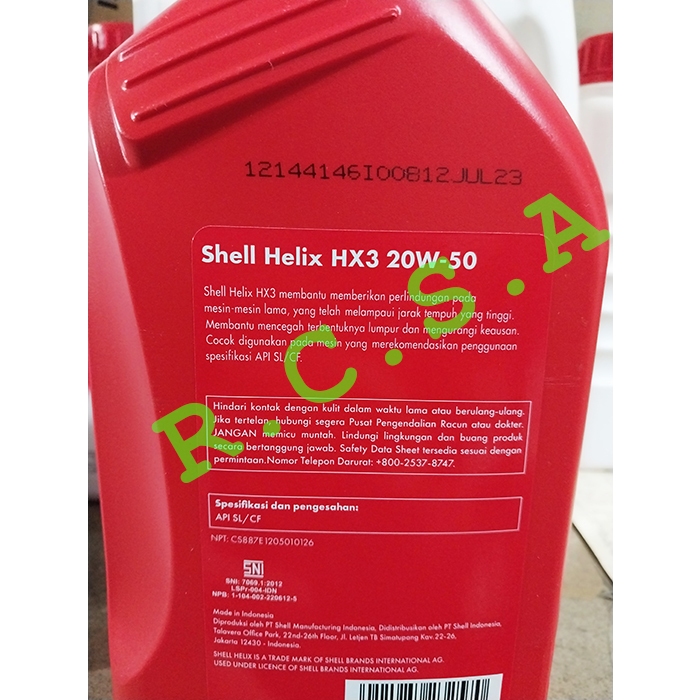 12144146I00812JUL23
Shell Helix HX3 20W-50
Shell Helix HX3 membantu memberikan perlindungan pada
mesin-mesin lama, yang telah melampaui jarak tempuh yang tinggi.
Membantu mencegah terbentuknya lumpur dan mengurangi keausan.
Cocok digunakan pada mesin yang merekomendasikan penggunaan
spesifikasi API SL/CF.
R.C.S.A
Hindari kontak dengan kulit dalam waktu lama atau berulang-ulang.
Jika tertelan, hubungi segera Pusat Pengendalian Racun atau dokter.
JANGAN memicu muntah. Lindungi lingkungan dan buang produk
secara bertanggung jawab. Safety Data Sheet tersedia sesuai dengan
permintaan.Nomor Telepon Darurat: +800-2537-8747.
Spesifikasi dan pengesahan:
API SL/CF
NPT: C5B87E1205010126
SNI
SNI: 7069.1:2012
LSPr-004-IDN
NPB: 1-104-002-220612-5
Made in Indonesia
Diproduksi oleh PT Shell Manufacturing Indonesia, Didistribusikan oleh PT Shell Indonesia,
Talavera Office Park, 22nd-26th Floor, Jl. Letjen TB Simatupang Kav.22-26,
Jakarta 12430 - Indonesia.
SHELL HELIX IS A TRADE MARK OF SHELL BRANDS INTERNATIONAL AG.
USED UNDER LICENCE OF SHELL BRANDS INTERNATIONAL AG.